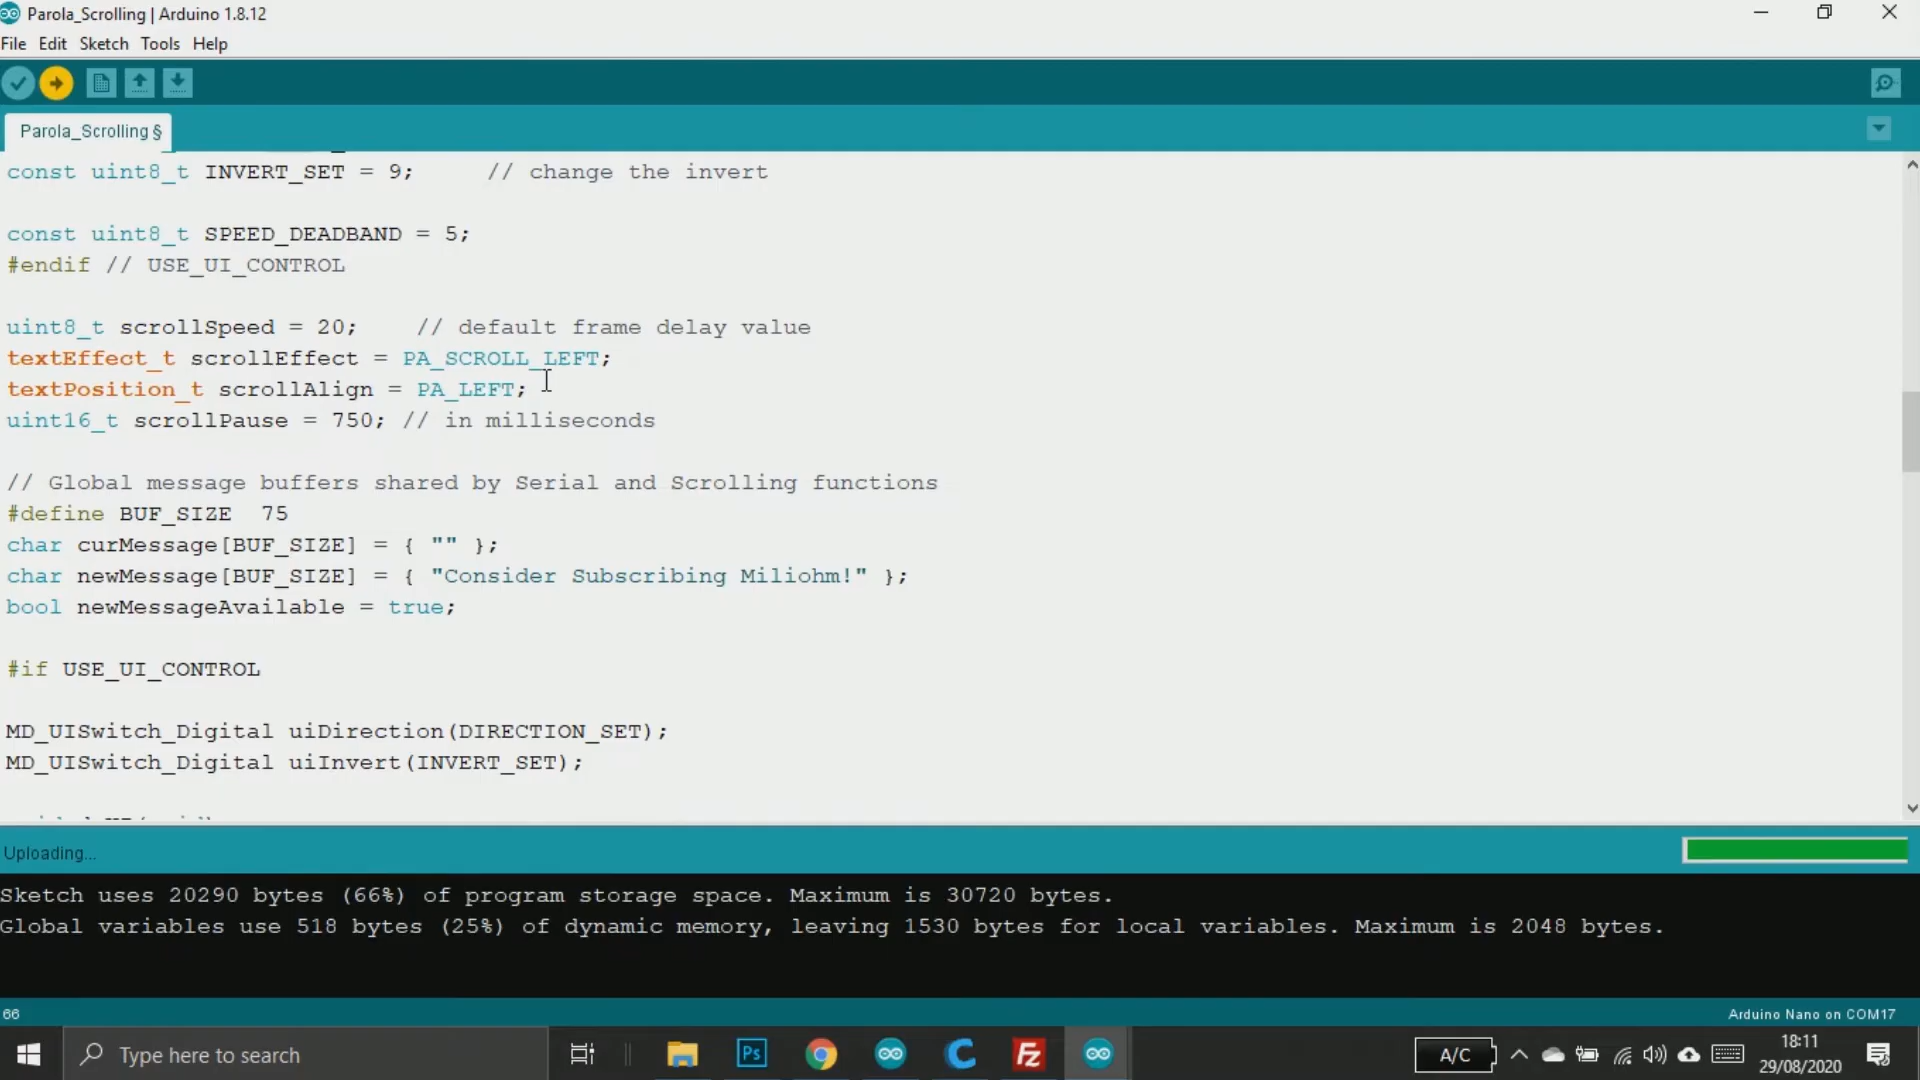 Parola_Scrolling | Arduino 1.8.12
File Edit Sketch Tools Help
Parola_Scrolling §
const uint8_t INVERT_SET = 9; // change the invert
const uint8_t SPEED_DEADBAND = 5;
#endif // USE_UI_CONTROL
uint8_t scrollSpeed = 20; // default frame delay value
textEffect_t scrollEffect = PA_SCROLL_LEFT;
textPosition_t scrollAlign = PA_LEFT;
uint16_t scrollPause = 750; // in milliseconds
// Global message buffers shared by Serial and Scrolling functions
#define BUF_SIZE 75
char curMessage[BUF_SIZE] = { "" };
char newMessage[BUF_SIZE] = { "Consider Subscribing Miliohm!" };
bool newMessageAvailable = true;
#if USE_UI_CONTROL
MD_UISwitch_Digital uiDirection(DIRECTION_SET);
MD_UISwitch_Digital uiInvert(INVERT_SET);
Uploading...
Sketch uses 20290 bytes (66%) of program storage space. Maximum is 30720 bytes.
Global variables use 518 bytes (25%) of dynamic memory, leaving 1530 bytes for local variables. Maximum is 2048 bytes.
66
Arduino Nano on COM17
Type here to search
Ps
Fz
A/C
18:11
29/08/2020